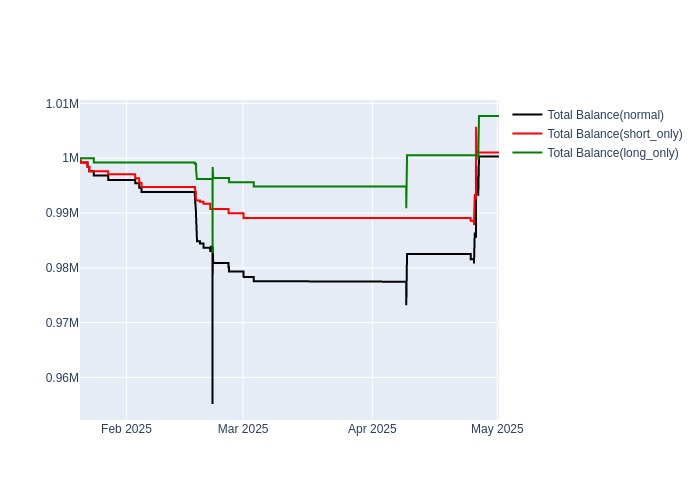 1.01M
1M
0.99M
0.98M
0.97M
0.96M
Feb 2025
Mar 2025
Apr 2025
May 2025
Total Balance(normal)
Total Balance(short_only)
Total Balance(long_only)